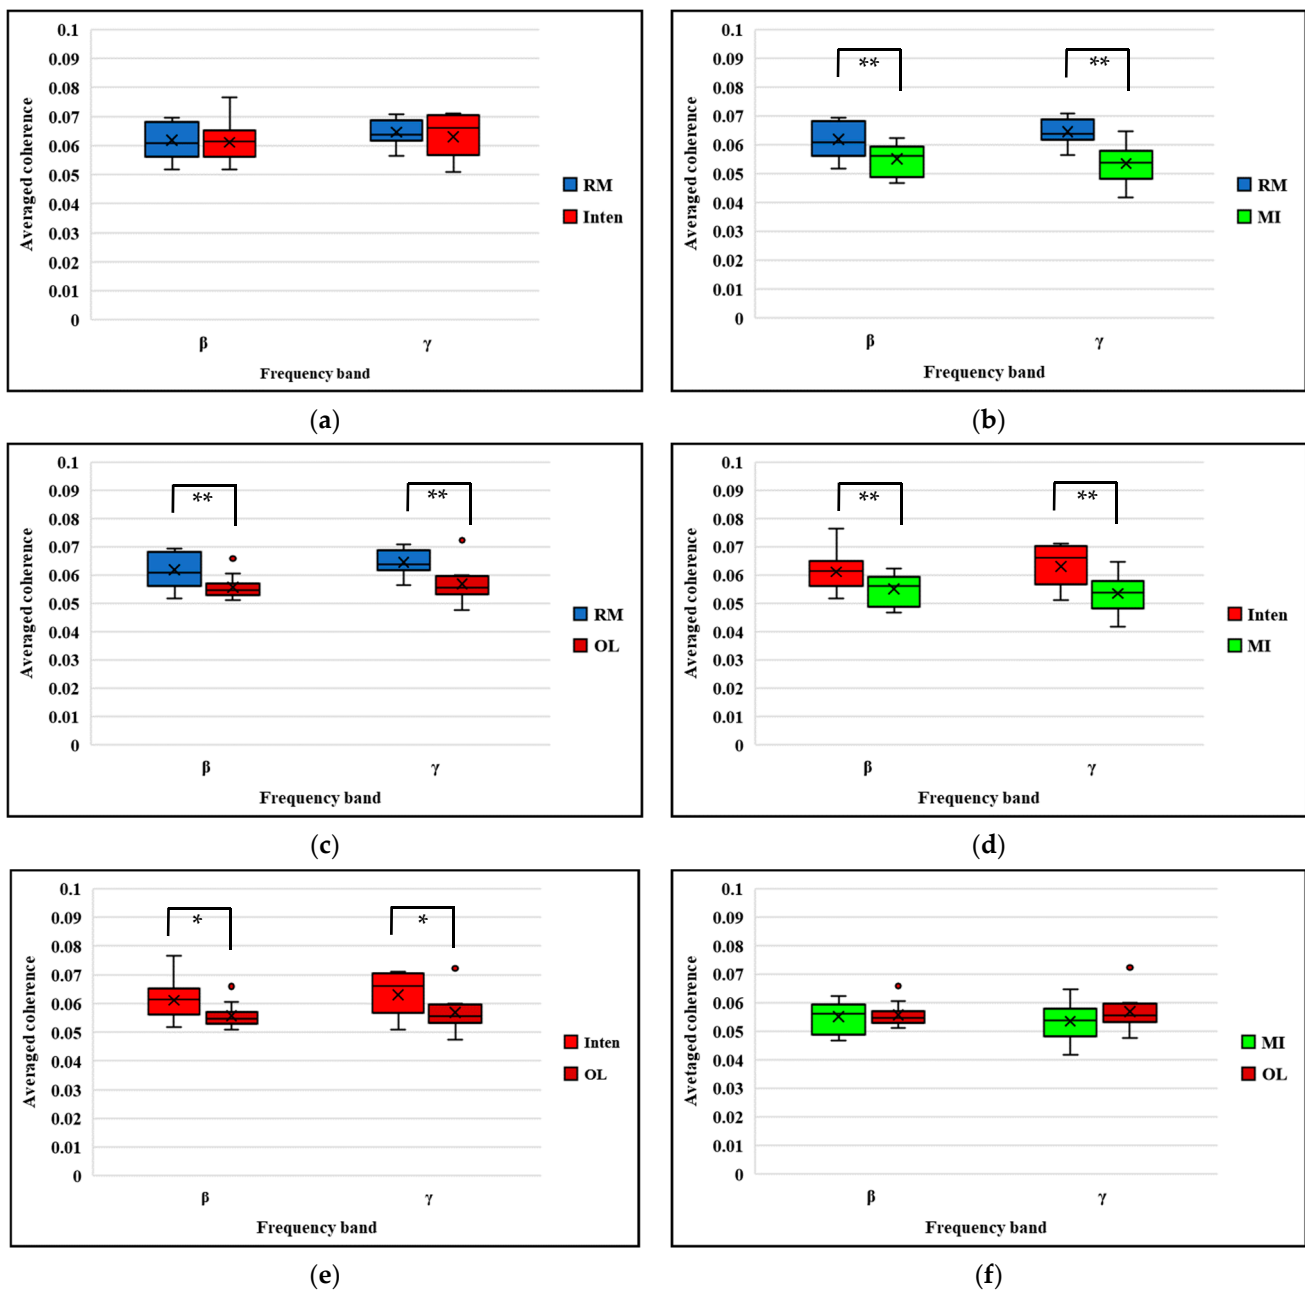 0.1
0.09
0.08
0.07
0.06
0.05
0.04
0.03
0.02
0.01
0
Averaged coherence
β
γ
Frequency band
RM
Inten
(a)
0.1
0.09
0.08
0.07
0.06
0.05
0.04
0.03
0.02
0.01
0
Averaged coherence
**
**
β
γ
Frequency band
RM
MI
(b)
0.1
0.09
0.08
0.07
0.06
0.05
0.04
0.03
0.02
0.01
0
Averaged coherence
**
**
β
γ
Frequency band
RM
OL
(c)
0.1
0.09
0.08
0.07
0.06
0.05
0.04
0.03
0.02
0.01
0
Averaged coherence
**
**
β
γ
Frequency band
Inten
MI
(d)
0.1
0.09
0.08
0.07
0.06
0.05
0.04
0.03
0.02
0.01
0
Averaged coherence
*
*
β
γ
Frequency band
Inten
OL
(e)
0.1
0.09
0.08
0.07
0.06
0.05
0.04
0.03
0.02
0.01
0
Avetaged coherence
β
γ
Frequency band
MI
OL
(f)